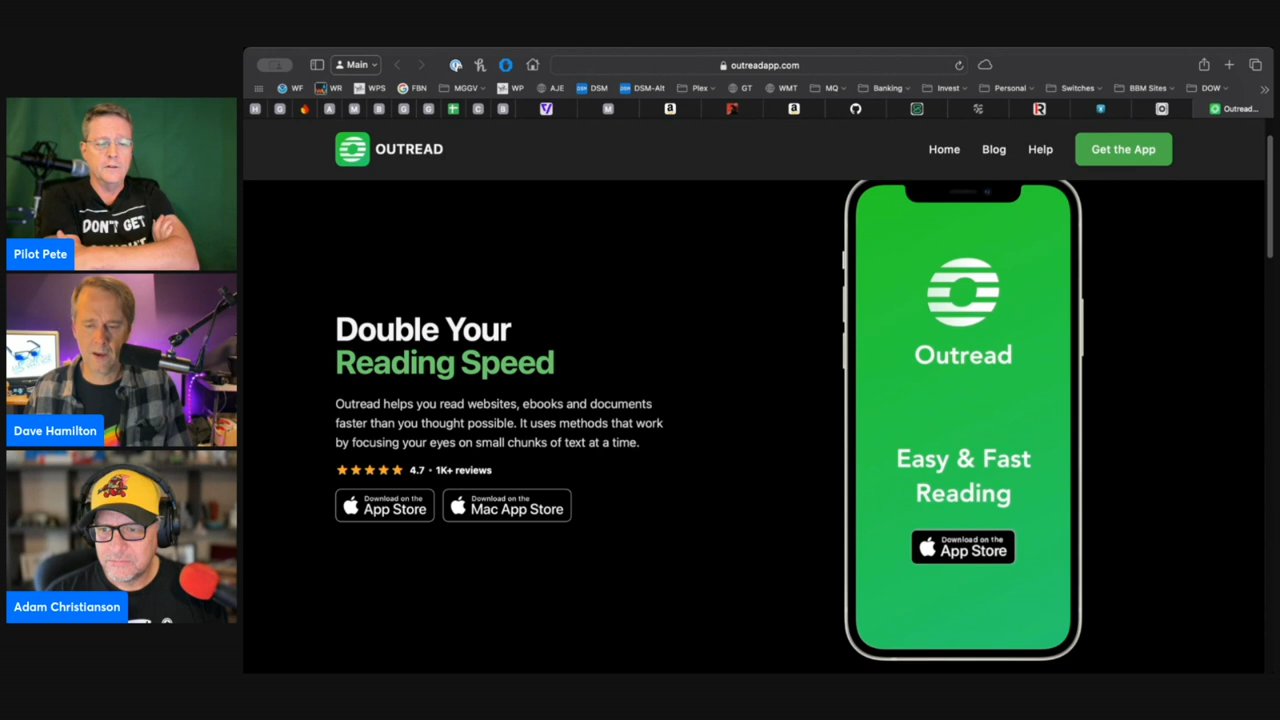 Main
outreadapp.com
WF
WR
WPS
FBN
MGGV
WP
AJE
DSM
DSM-Alt
Plex
GT
WMT
MQ
Banking
Invest
Personal
Switches
BBM Sites
DOW
H
G
A
M
B
G
G
C
B
M
Outread...
OUTREAD
Home
Blog
Help
Get the App
DON'T GET
Pilot Pete
Dave Hamilton
Adam Christianson
Double Your
Reading Speed
Outread helps you read websites, ebooks and documents
faster than you thought possible. It uses methods that work
by focusing your eyes on small chunks of text at a time.
4.7 • 1K+ reviews
Download on the
App Store
Download on the
Mac App Store
Outread
Easy & Fast
Reading
Download on the
App Store